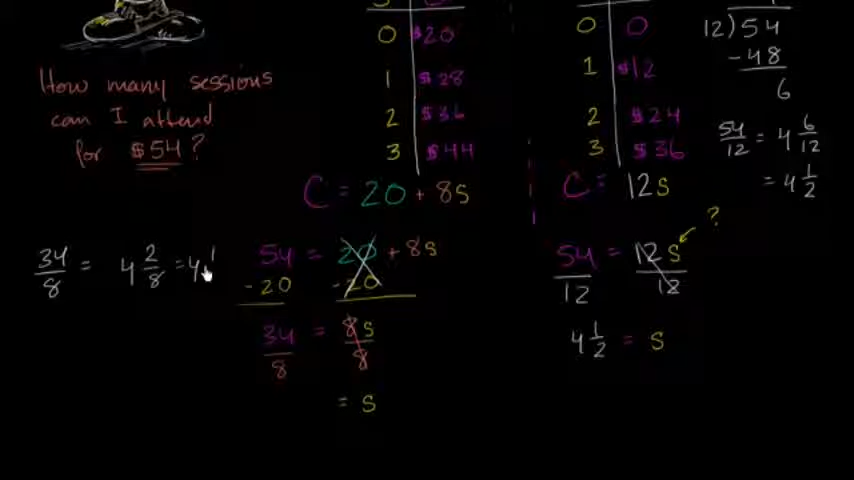 How many sessions
can I attend
for $54?
0 $20
1 $28
2 $36
3 $44
C = 20 + 8s
54 = 20 + 8s
-20 -20
34/8 = 8s/8
= s
34/8 = 4 2/8 = 4 1
0 0
1 $12
2 $24
3 $36
C = 12s
?
54/12 = 12s/12
4 1/2 = s
12)54
-48
6
54/12 = 4 6/12
= 4 1/2